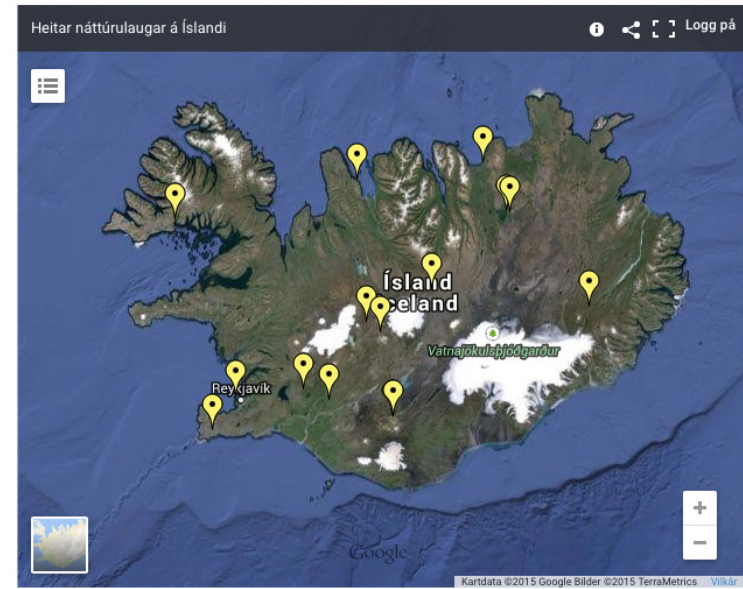 Heitar náttúrulaugar á Íslandi
Logg på
Ísland
Iceland
Vatnajökulsþjóðgarður
Reykjavík
Google
Kartdata ©2015 Google Bilder ©2015 TerraMetrics Vilkår